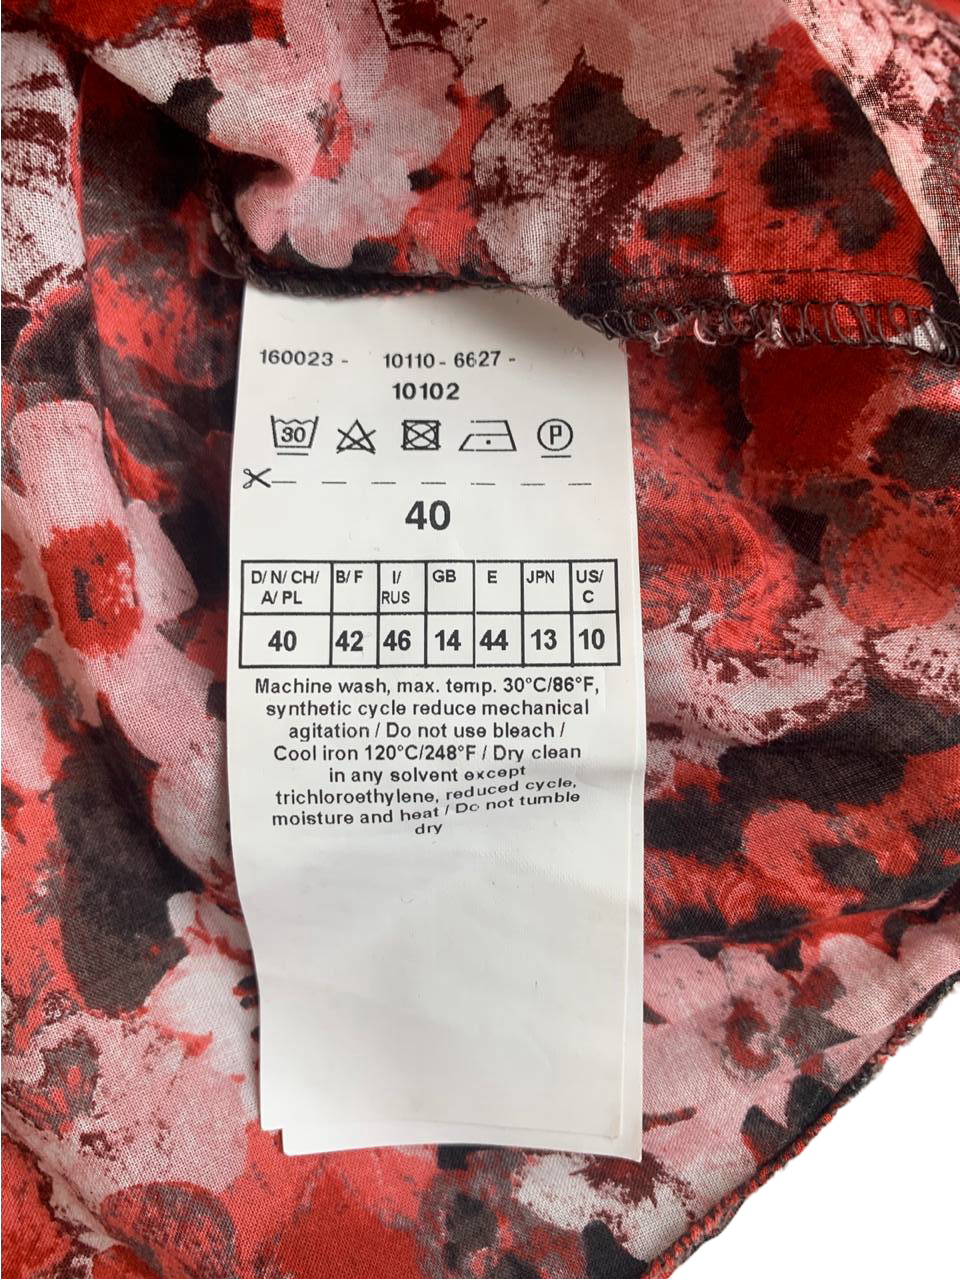 160023 - 10110 - 6627 -
10102
30 P
40
D/ N/ CH/ A/ PL B/ F I/ RUS GB E JPN US/ C
40 42 46 14 44 13 10
Machine wash, max. temp. 30°C/86°F,
synthetic cycle reduce mechanical
agitation / Do not use bleach /
Cool iron 120°C/248°F / Dry clean
in any solvent except
trichloroethylene, reduced cycle,
moisture and heat / Do not tumble
dry